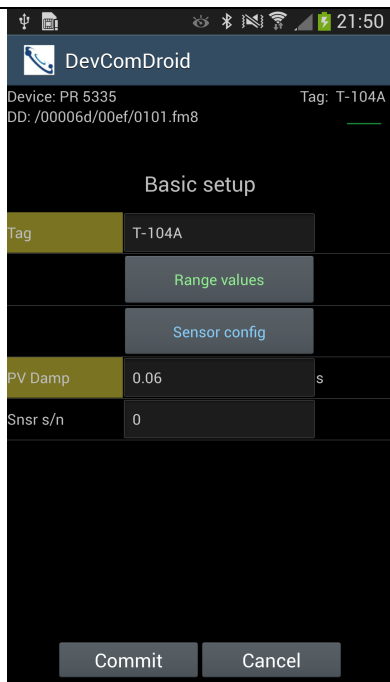 21:50
DevComDroid
Device: PR 5335 Tag: T-104A
DD: /00006d/00ef/0101.fm8
Basic setup
Tag T-104A
Range values
Sensor config
PV Damp 0.06 s
Snsr s/n 0
Commit Cancel